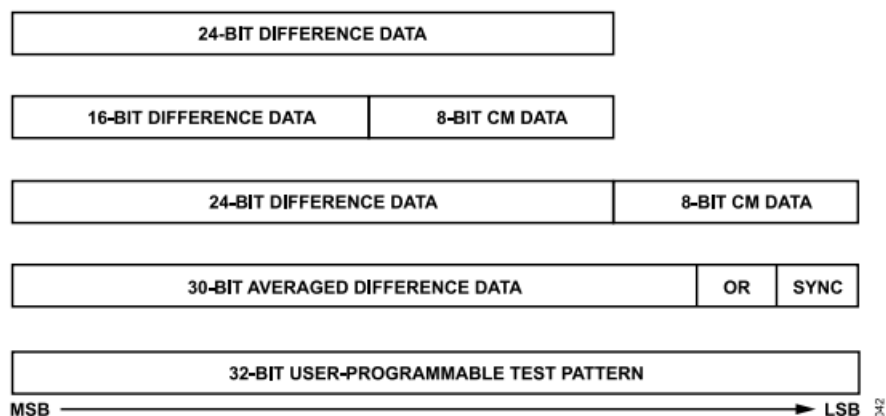 24-BIT DIFFERENCE DATA
16-BIT DIFFERENCE DATA 8-BIT CM DATA
24-BIT DIFFERENCE DATA 8-BIT CM DATA
30-BIT AVERAGED DIFFERENCE DATA OR SYNC
32-BIT USER-PROGRAMMABLE TEST PATTERN
MSB LSB
042